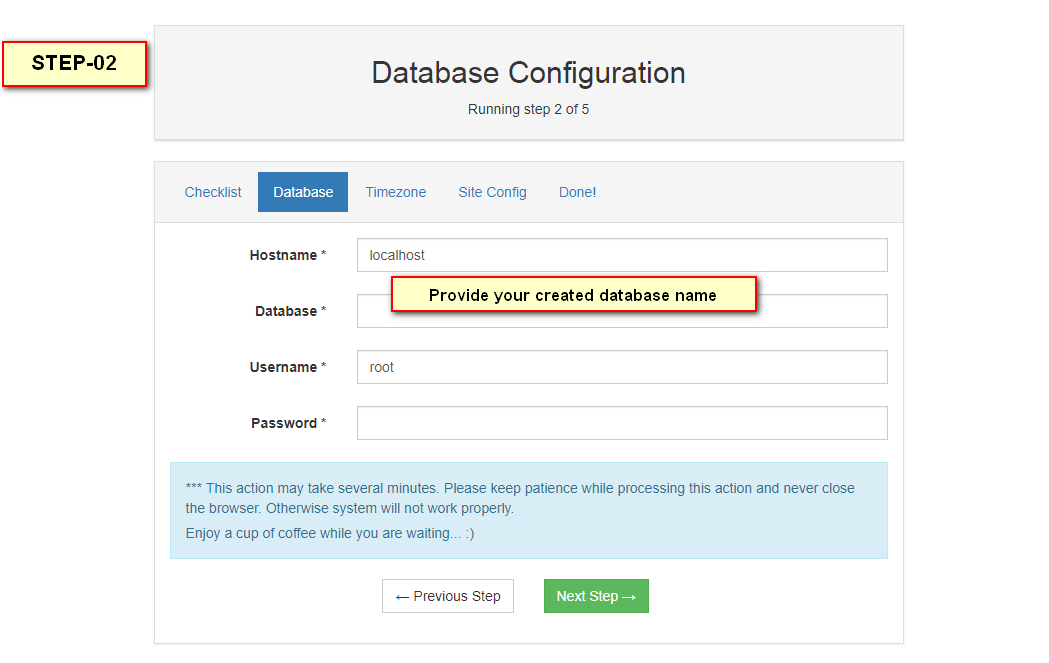 STEP-02
Database Configuration
Running step 2 of 5
Checklist Database Timezone Site Config Done!
Hostname * localhost
Provide your created database name
Database *
Username * root
Password *
*** This action may take several minutes. Please keep patience while processing this action and never close
the browser. Otherwise system will not work properly.
Enjoy a cup of coffee while you are waiting... :)
← Previous Step Next Step →